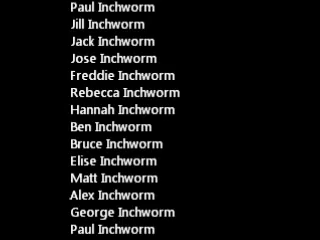 Paul Inchworm
Jill Inchworm
Jack Inchworm
Jose Inchworm
Freddie Inchworm
Rebecca Inchworm
Hannah Inchworm
Ben Inchworm
Bruce Inchworm
Elise Inchworm
Matt Inchworm
Alex Inchworm
George Inchworm
Paul Inchworm